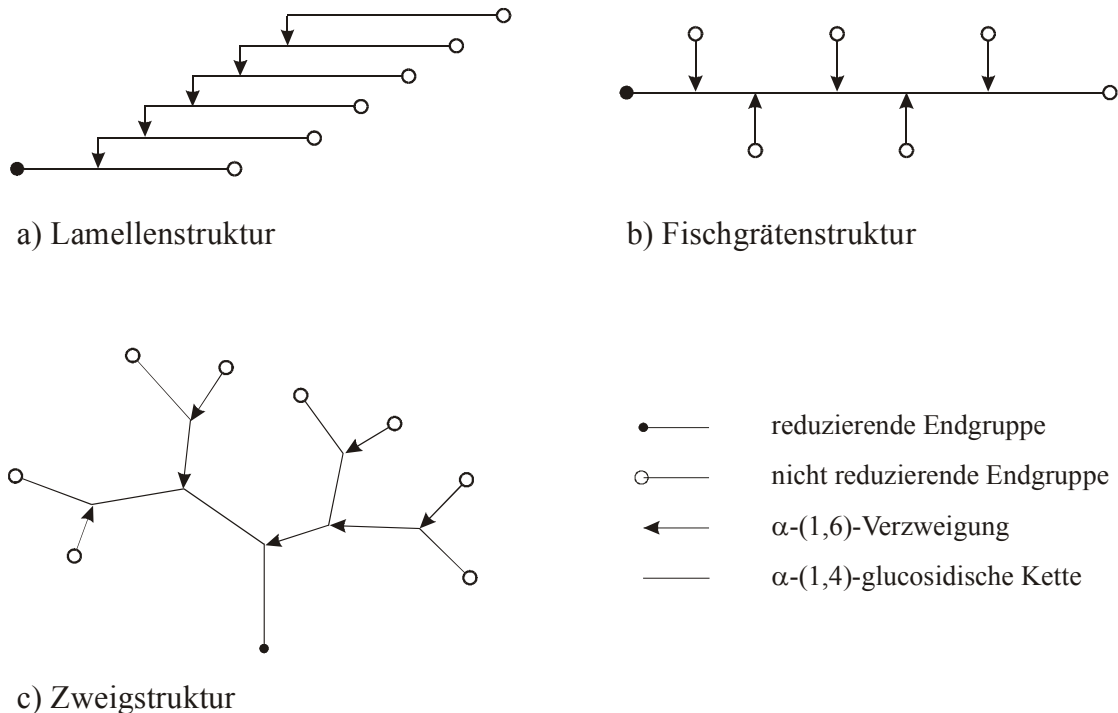 a) Lamellenstruktur
b) Fischgrätenstruktur
reduzierende Endgruppe
nicht reduzierende Endgruppe
α-(1,6)-Verzweigung
α-(1,4)-glucosidische Kette
c) Zweigstruktur